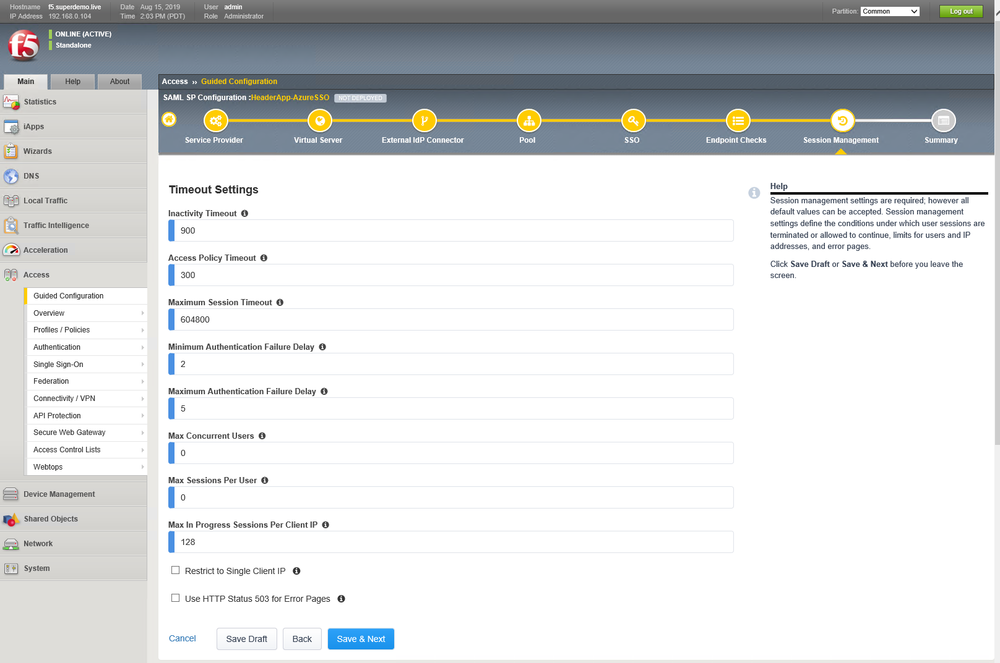 Hostname f5.superdemo.live Date Aug 15, 2019 User admin
IP Address 192.168.0.104 Time 2:03 PM (PDT) Role Administrator
Partition: Common Log out
f5
ONLINE (ACTIVE)
Standalone
Main Help About
Access ›› Guided Configuration
SAML SP Configuration :HeaderApp-AzureSSO NOT DEPLOYED
Service Provider Virtual Server External IdP Connector Pool SSO Endpoint Checks Session Management Summary
Statistics
iApps
Wizards
DNS
Local Traffic
Traffic Intelligence
Acceleration
Access
Guided Configuration
Overview
Profiles / Policies
Authentication
Single Sign-On
Federation
Connectivity / VPN
API Protection
Secure Web Gateway
Access Control Lists
Webtops
Device Management
Shared Objects
Network
System
Timeout Settings
Inactivity Timeout
900
Access Policy Timeout
300
Maximum Session Timeout
604800
Minimum Authentication Failure Delay
2
Maximum Authentication Failure Delay
5
Max Concurrent Users
0
Max Sessions Per User
0
Max In Progress Sessions Per Client IP
128
Restrict to Single Client IP
Use HTTP Status 503 for Error Pages
Cancel Save Draft Back Save & Next
Help
Session management settings are required; however all
default values can be accepted. Session management
settings define the conditions under which user sessions are
terminated or allowed to continue, limits for users and IP
addresses, and error pages.
Click Save Draft or Save & Next before you leave the
screen.